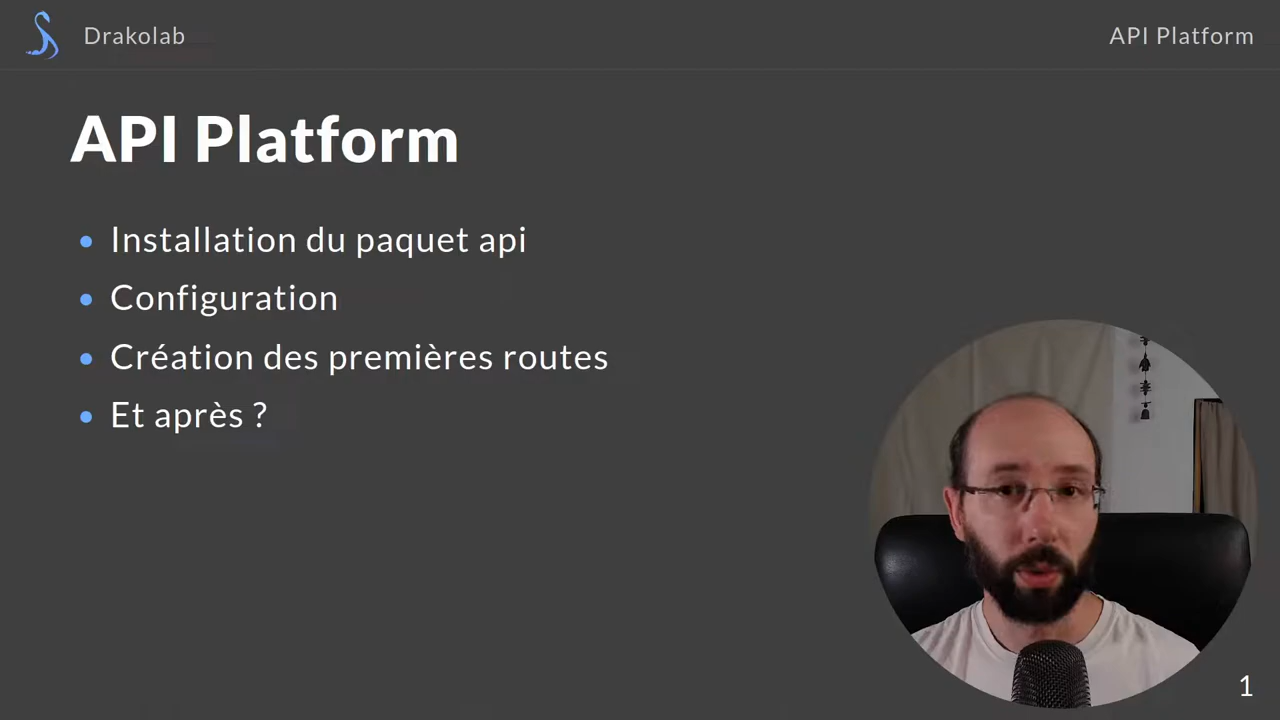 Drakolab
API Platform
API Platform
Installation du paquet api
Configuration
Création des premières routes
Et après ?
1